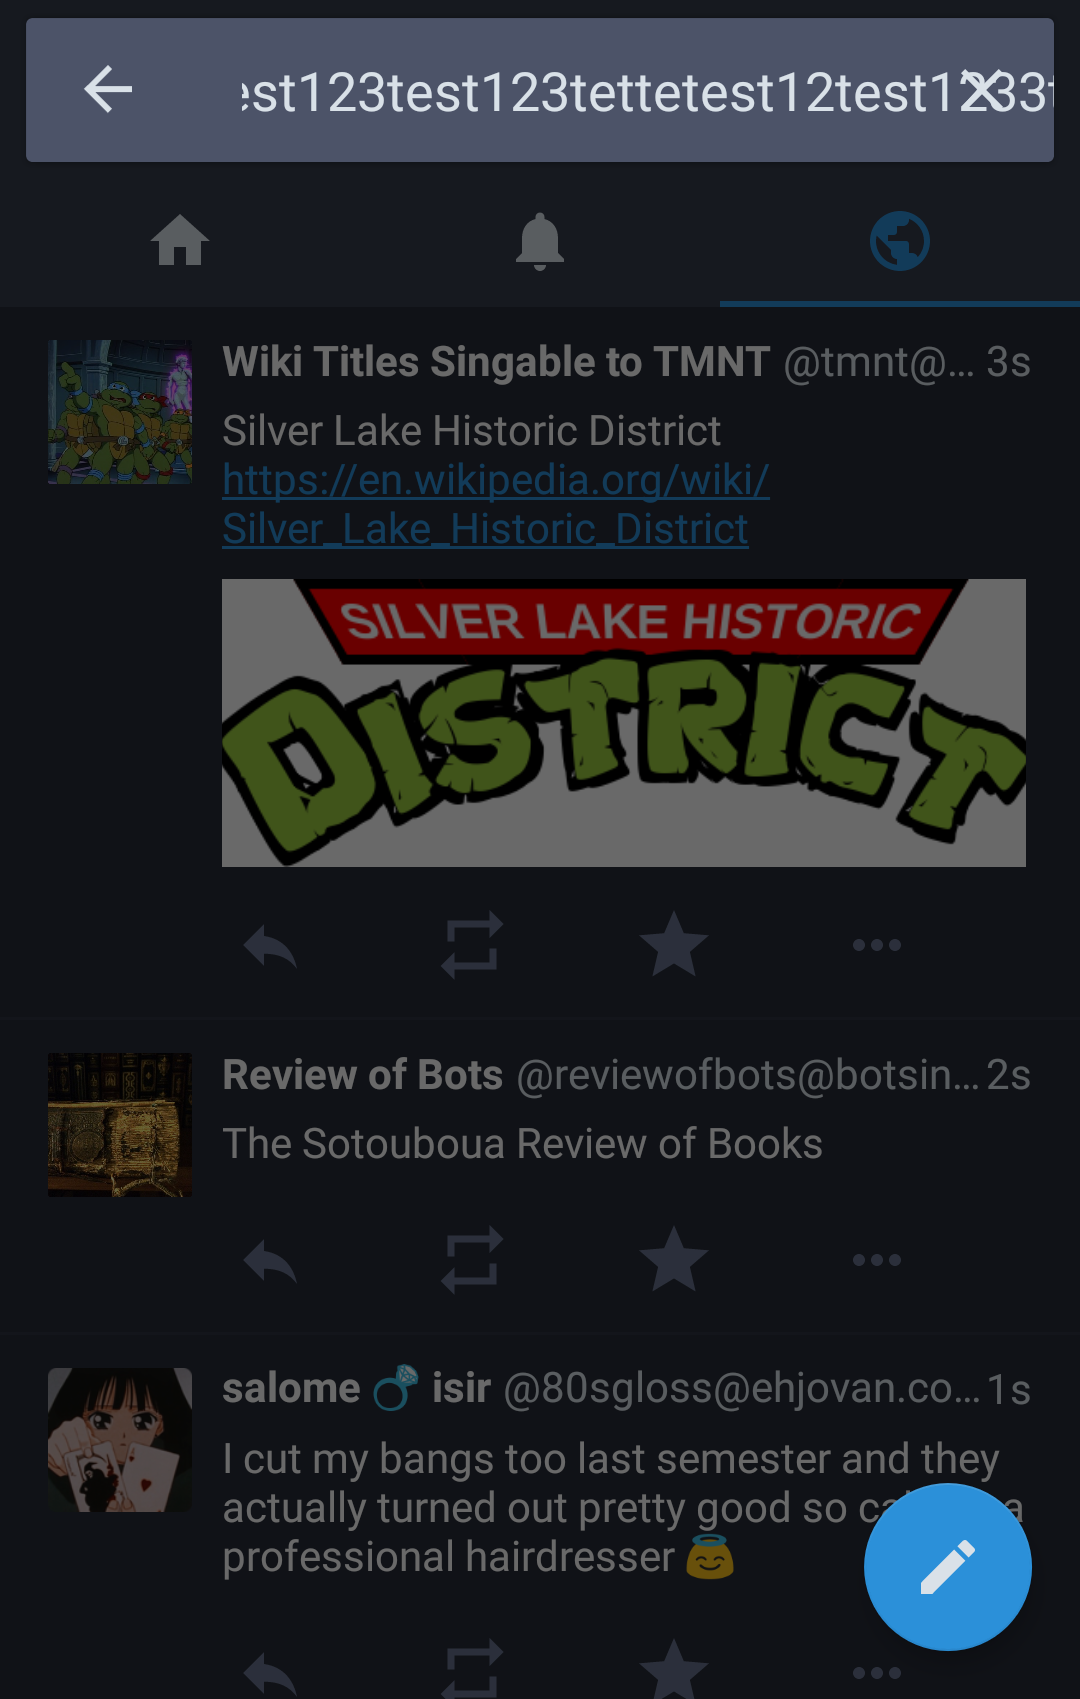 est123test123tettetest12test1233t
Wiki Titles Singable to TMNT @tmnt@... 3s
Silver Lake Historic District
https://en.wikipedia.org/wiki/
Silver_Lake_Historic_District
SILVER LAKE HISTORIC
DISTRICT
Review of Bots @reviewofbots@botsin... 2s
The Sotouboua Review of Books
salome 💍 isir @80sgloss@ehjovan.co... 1s
I cut my bangs too last semester and they
actually turned out pretty good so a
professional hairdresser 😇